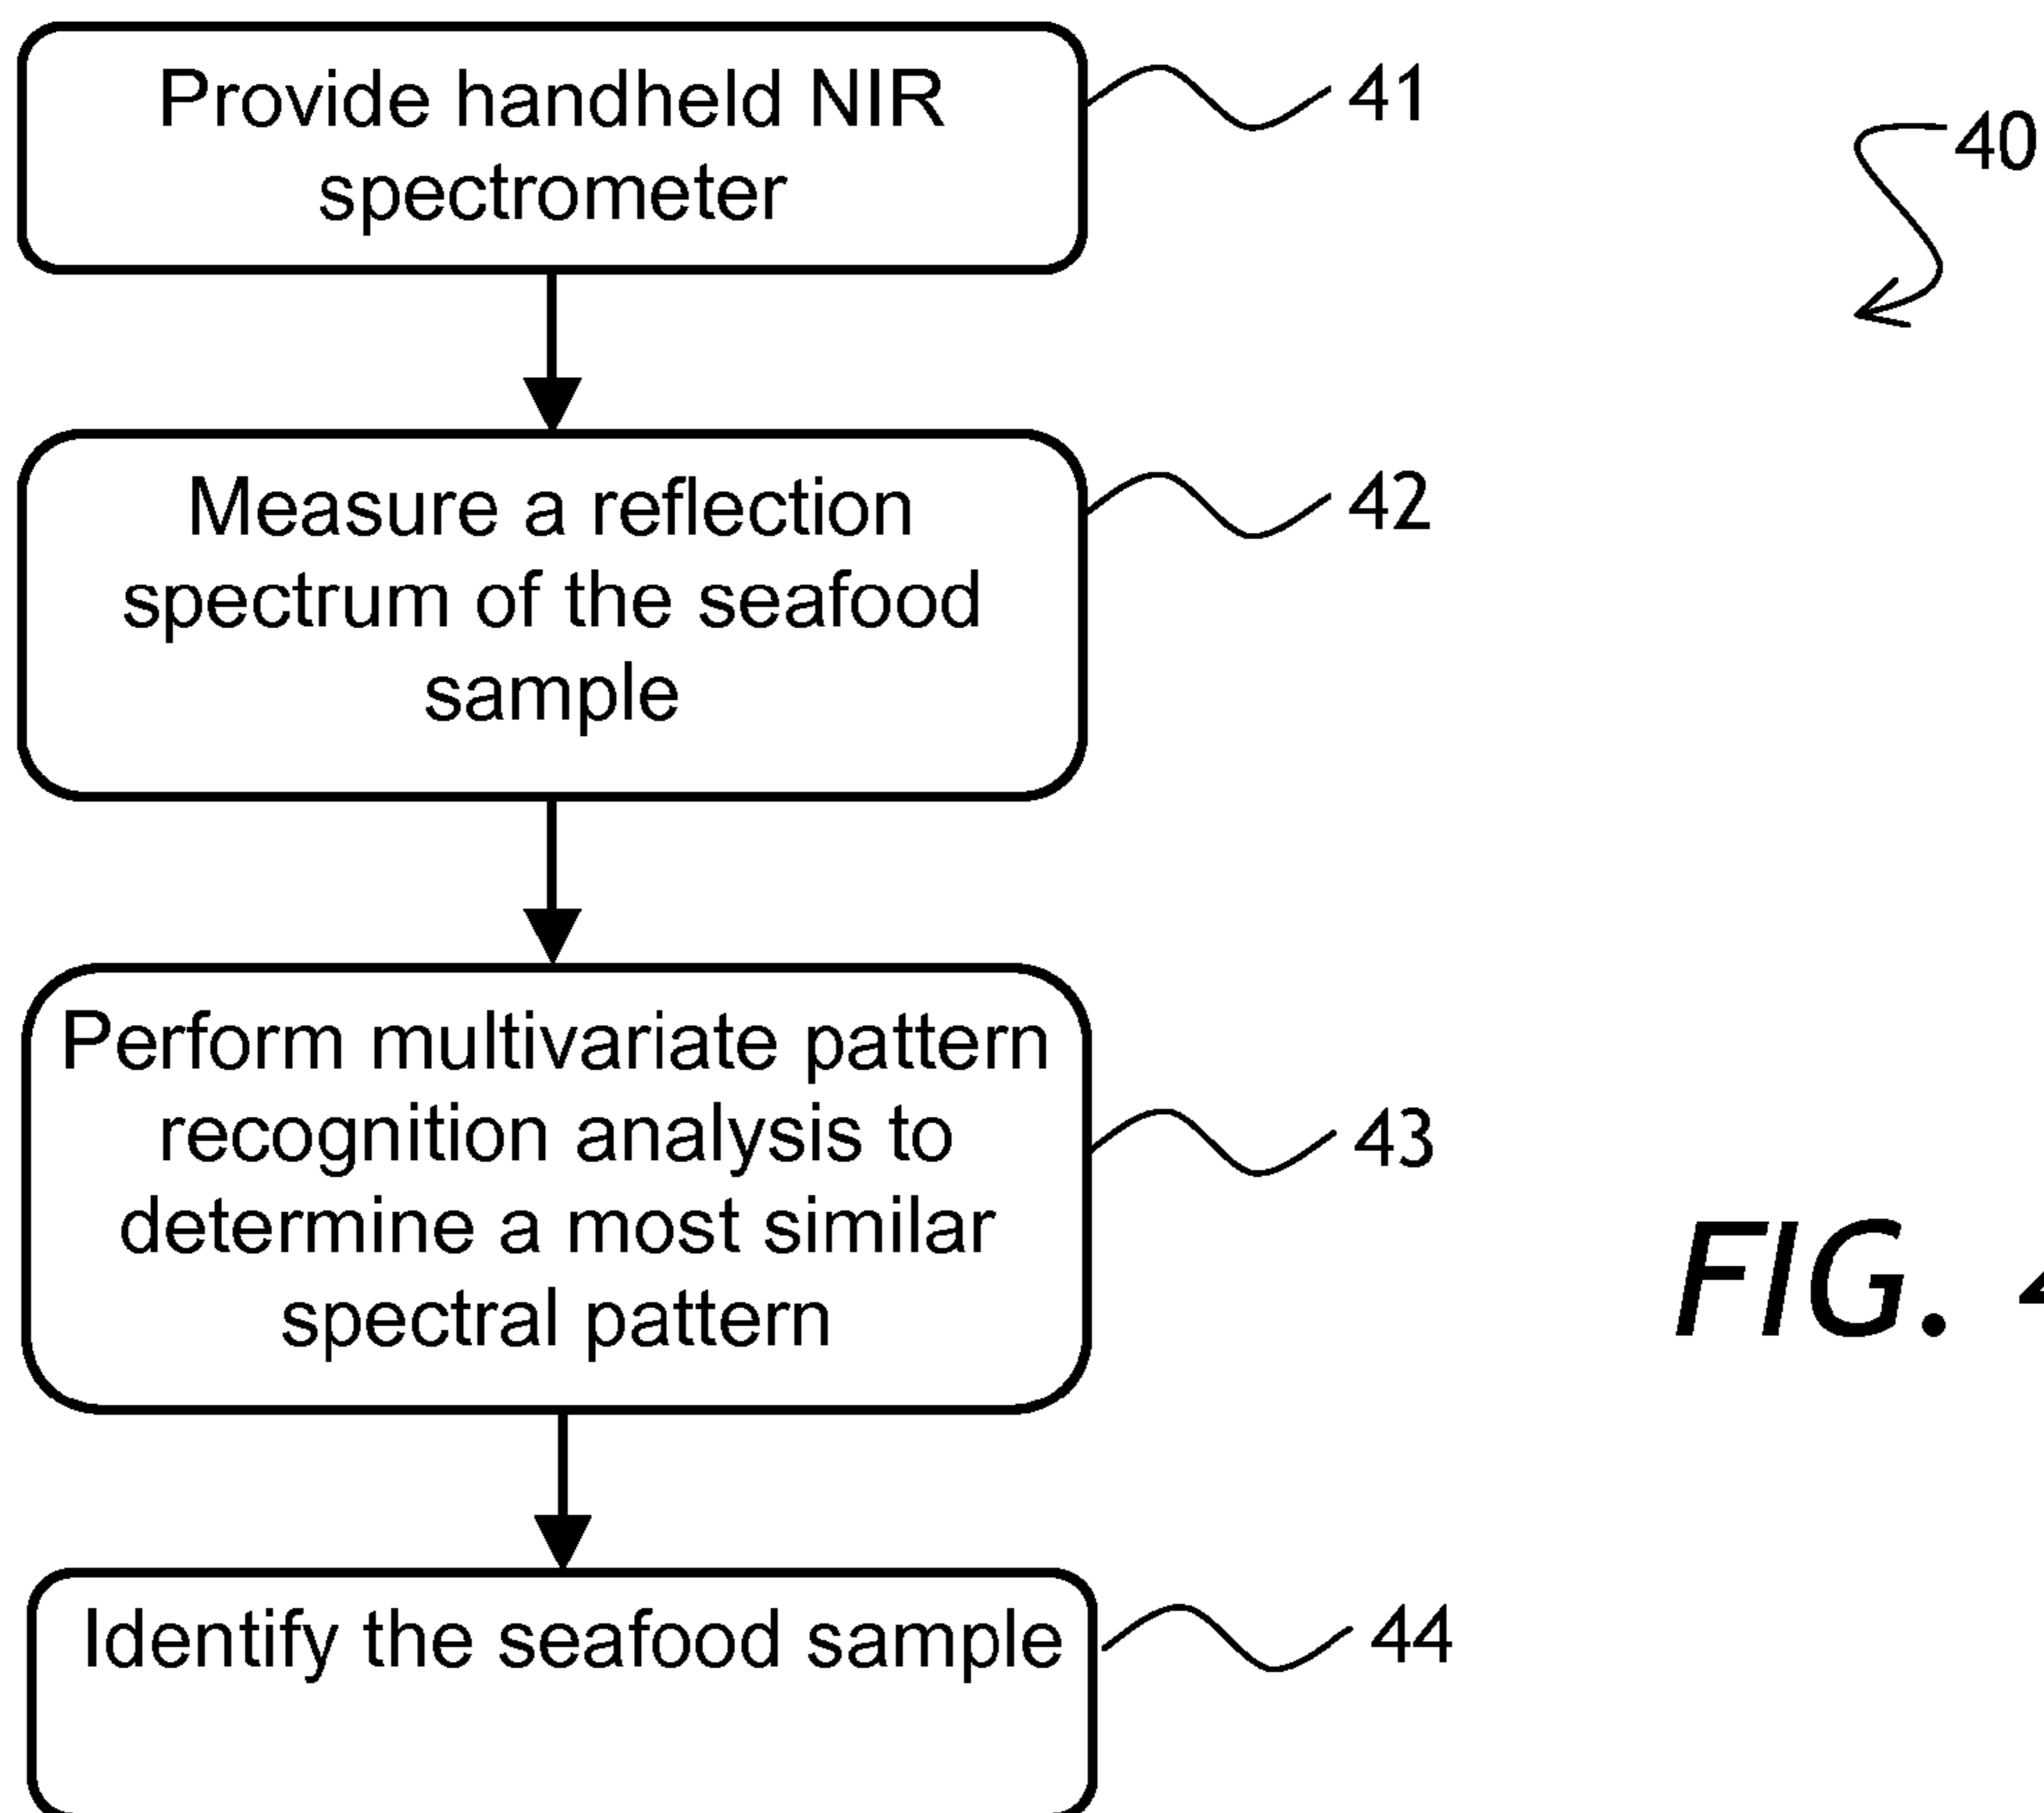 Provide handheld NIR
spectrometer
41
40
Measure a reflection
spectrum of the seafood
sample
42
Perform multivariate pattern
recognition analysis to
determine a most similar
spectral pattern
43
FIG.
Identify the seafood sample
44